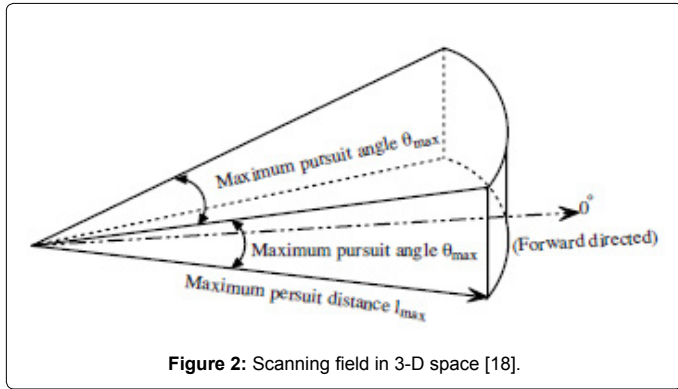 Maximum pursuit angle θmax
0°
(Forward directed)
Maximum pursuit angle θmax
Maximum persuit distance lmax
Figure 2: Scanning field in 3-D space [18].